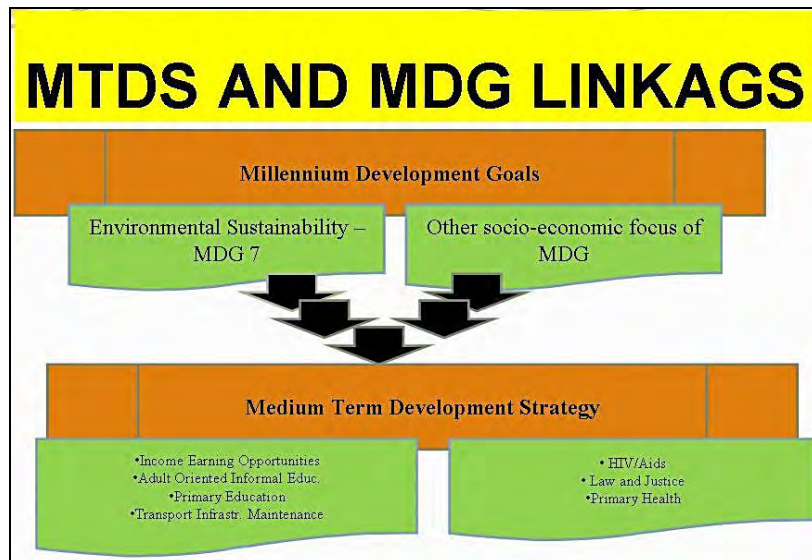 MTDS AND MDG LINKAGS
Millennium Development Goals
Environmental Sustainability –
MDG 7
Other socio-economic focus of
MDG
Medium Term Development Strategy
•Income Earning Opportunities
•Adult Oriented Informal Educ.
•Primary Education
•Transport Infrastr. Maintenance
• HIV/Aids
• Law and Justice
•Primary Health